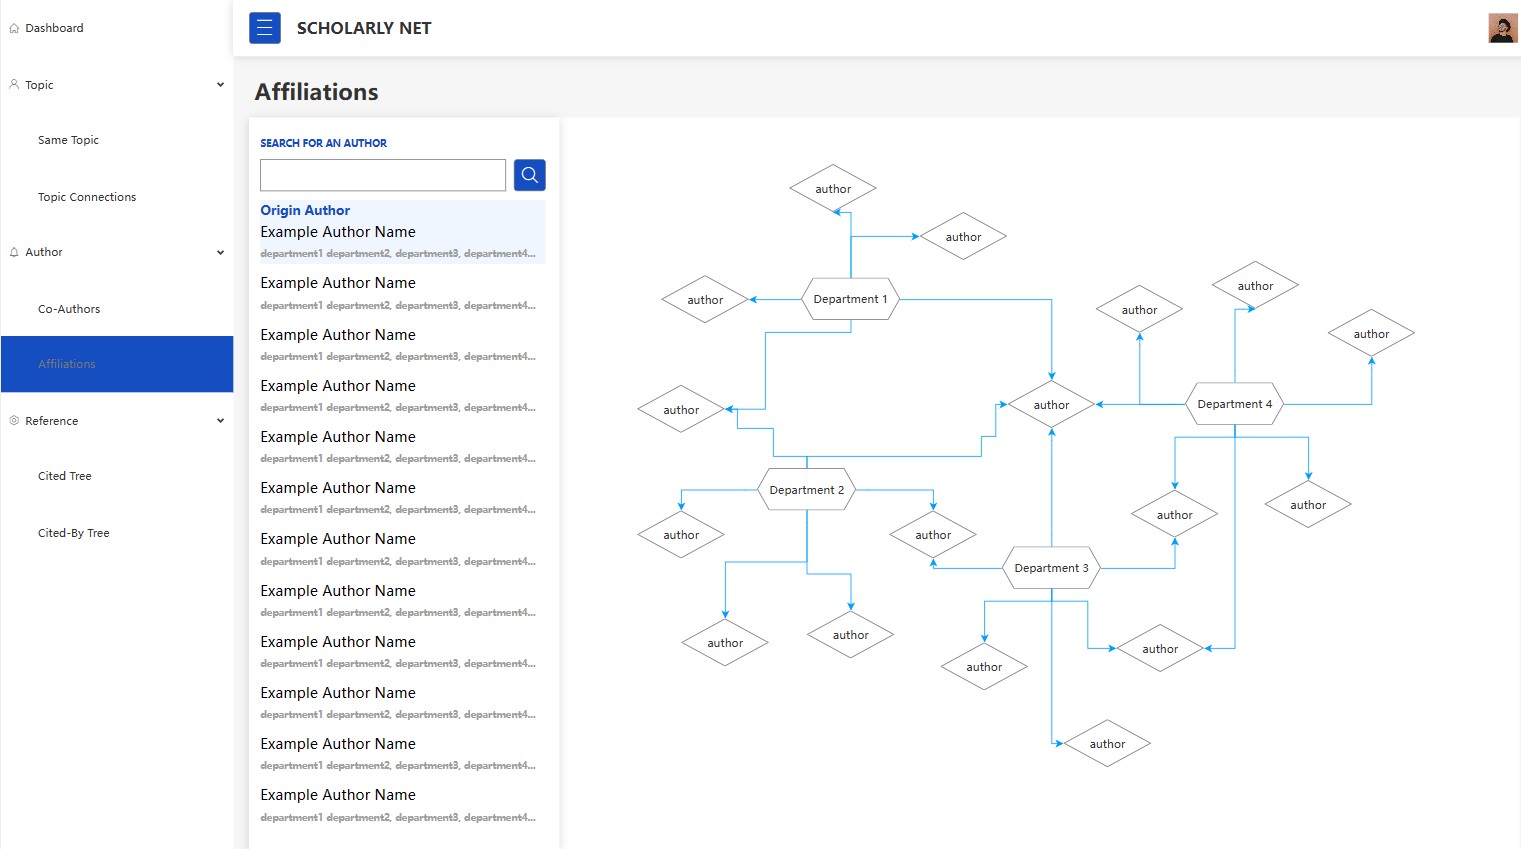 Dashboard
Topic
Same Topic
Topic Connections
Author
Co-Authors
Affiliations
Reference
Cited Tree
Cited-By Tree
SCHOLARLY NET
Affiliations
SEARCH FOR AN AUTHOR
Origin Author
Example Author Name
department1 department2, department3, department4...
Example Author Name
department1 department2, department3, department4...
Example Author Name
department1 department2, department3, department4...
Example Author Name
department1 department2, department3, department4...
Example Author Name
department1 department2, department3, department4...
Example Author Name
department1 department2, department3, department4...
Example Author Name
department1 department2, department3, department4...
Example Author Name
department1 department2, department3, department4...
Example Author Name
department1 department2, department3, department4...
Example Author Name
department1 department2, department3, department4...
Example Author Name
department1 department2, department3, department4...
Example Author Name
department1 department2, department3, department4...
author
author
author
Department 1
author
author
author
author
author
author
Department 4
Department 2
author
author
author
author
Department 3
author
author
author
author
author